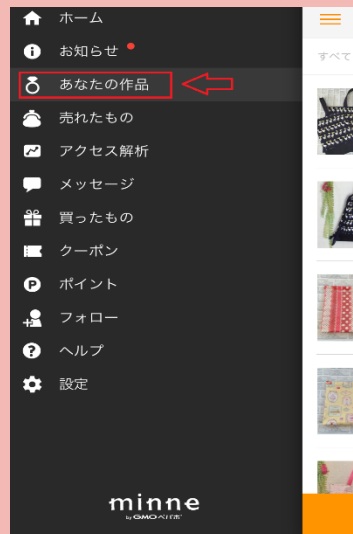 ホーム
お知らせ
あなたの作品
売れたもの
アクセス解析
メッセージ
買ったもの
クーポン
P ポイント
フォロー
? ヘルプ
設定
minne
by GMOペパボ
すべて